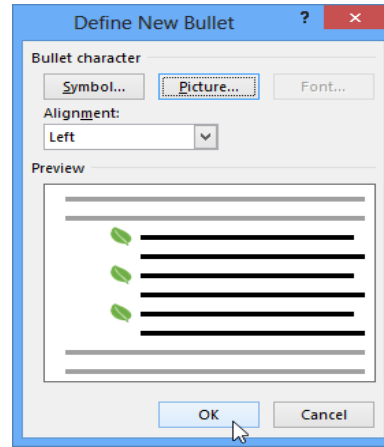 Define New Bullet ? ×
Bullet character
Symbol... Picture... Font...
Alignment:
Left
Preview
OK Cancel